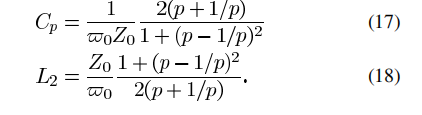 C_p = \frac{1}{\varpi_0 Z_0} \frac{2(p + 1/p)}{1 + (p - 1/p)^2} (17)
L_2 = \frac{Z_0}{\varpi_0} \frac{1 + (p - 1/p)^2}{2(p + 1/p)}. (18)